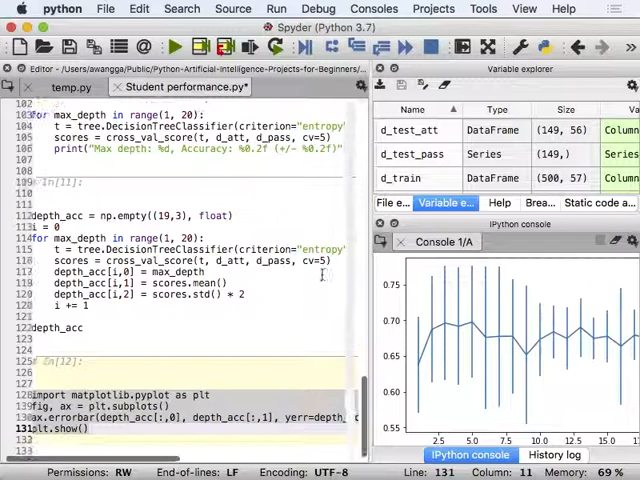 python File Edit Search Source Run Debug Consoles Projects Tools View Help
Spyder (Python 3.7)
Editor - /Users/awangga/Public/Python-Artificial-Intelligence-Projects-for-Beginners/...
temp.py
Student performance.py*
102
103 for max_depth in range(1, 20):
104 t = tree.DecisionTreeClassifier(criterion="entropy"
105 scores = cross_val_score(t, d_att, d_pass, cv=5)
106 print("Max depth: %d, Accuracy: %0.2f (+/- %0.2f)"
108
109 # In[11]:
112 depth_acc = np.empty((19,3), float)
113 i = 0
114 for max_depth in range(1, 20):
115 t = tree.DecisionTreeClassifier(criterion="entropy"
116 scores = cross_val_score(t, d_att, d_pass, cv=5)
117 depth_acc[i,0] = max_depth
118 depth_acc[i,1] = scores.mean()
119 depth_acc[i,2] = scores.std() * 2
120 i += 1
121
122 depth_acc
123
124
125 # In[12]:
126
127
128 import matplotlib.pyplot as plt
129 fig, ax = plt.subplots()
130 ax.errorbar(depth_acc[:,0], depth_acc[:,1], yerr=depth_
131 plt.show()
132
Variable explorer
Name Type Size Va
d_test_att DataFrame (149, 56) Column
d_test_pass Series (149,)
d_train DataFrame (500, 57) Column
File e... Variable e... Help Brea... Static code a...
IPython console
Console 1/A
0.75
0.70
0.65
0.60
0.55
2.5 5.0 7.5 10.0 12.5 15.0 17.5
IPython console History log
Permissions: RW End-of-lines: LF Encoding: UTF-8 Line: 131 Column: 11 Memory: 69 %